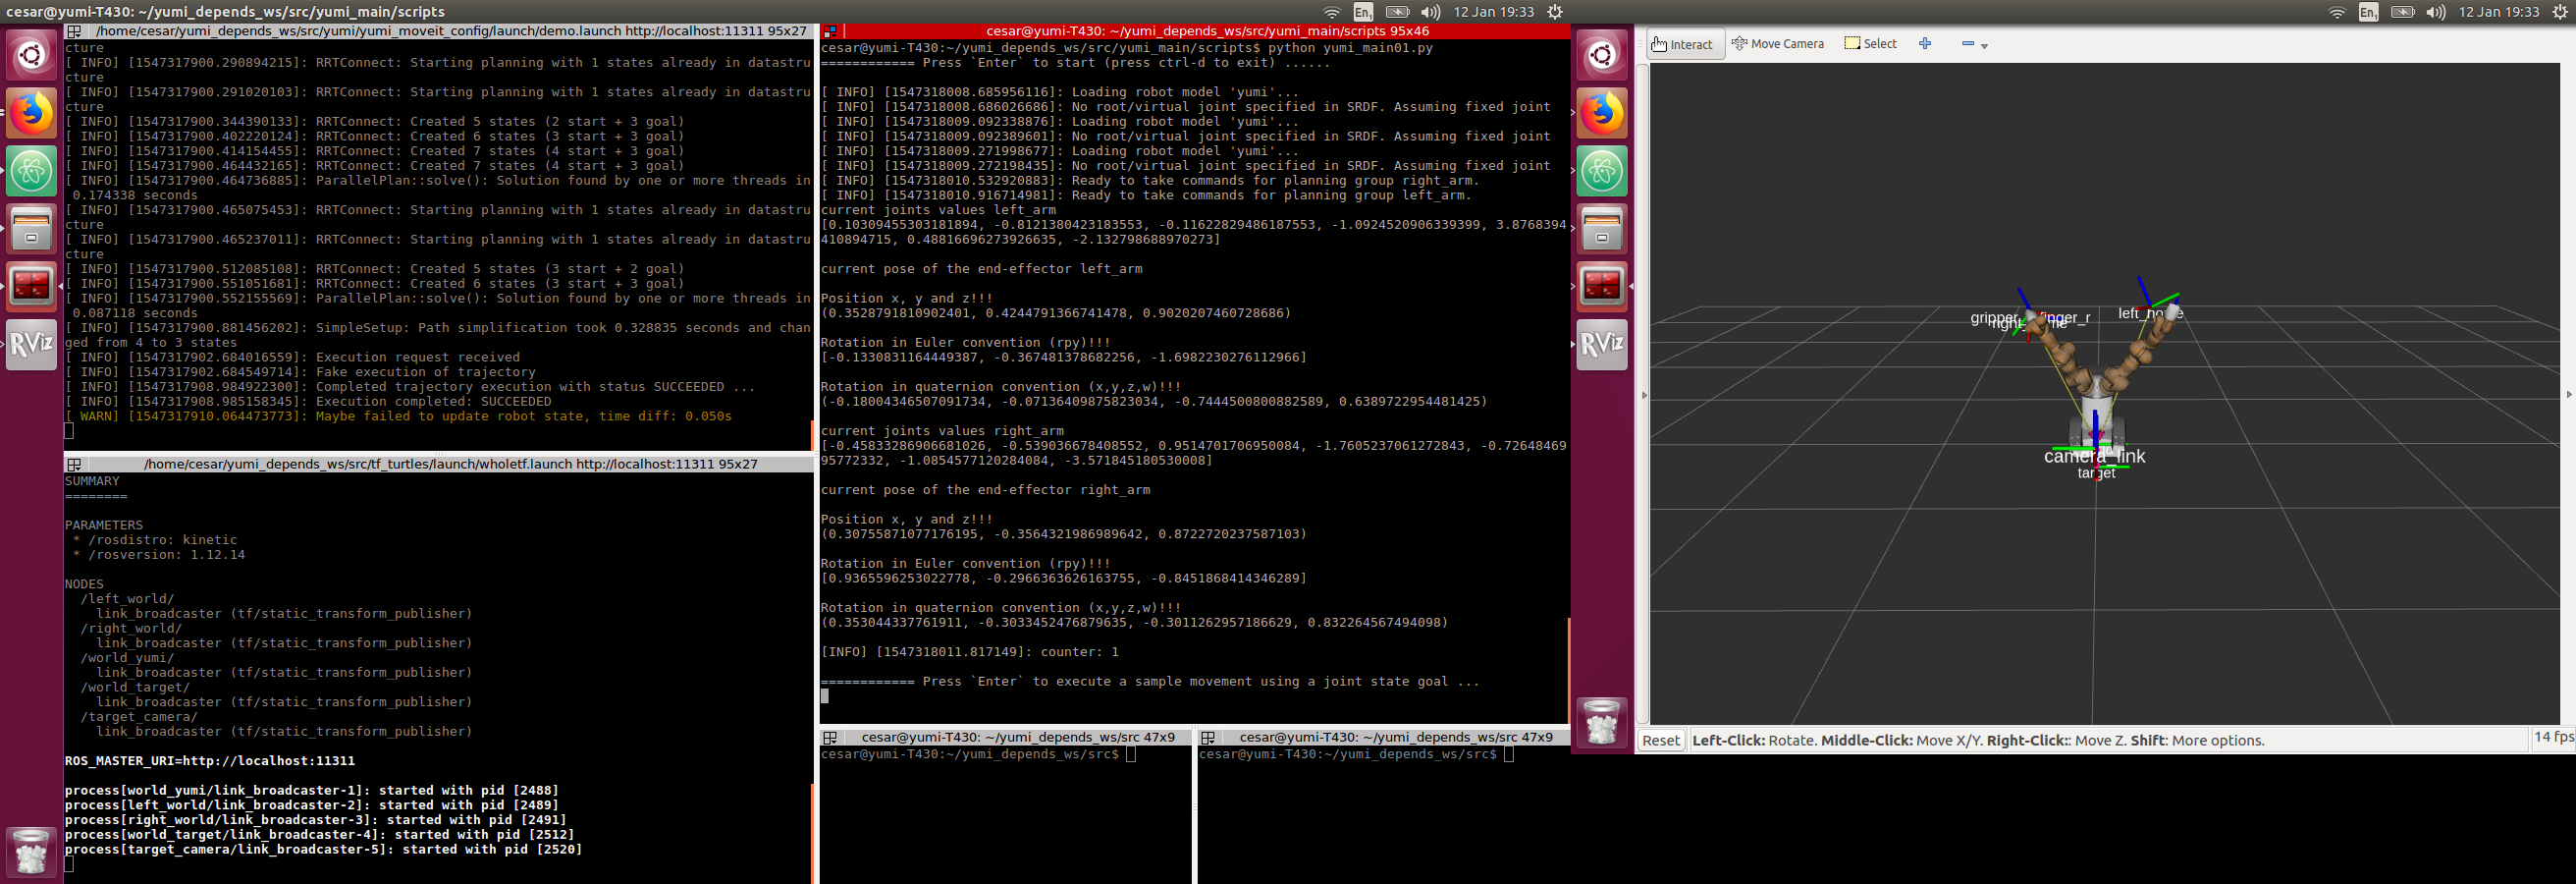 cesar@yumi-T430: ~/yumi_depends_ws/src/yumi_main/scripts
En₁
12 Jan 19:33
En₁
12 Jan 19:33
/home/cesar/yumi_depends_ws/src/yumi/yumi_moveit_config/launch/demo.launch http://localhost:11311 95x27
cture
[ INFO] [1547317900.290894215]: RRTConnect: Starting planning with 1 states already in datastru
cture
[ INFO] [1547317900.291020103]: RRTConnect: Starting planning with 1 states already in datastru
cture
[ INFO] [1547317900.344390133]: RRTConnect: Created 5 states (2 start + 3 goal)
[ INFO] [1547317900.402220124]: RRTConnect: Created 6 states (3 start + 3 goal)
[ INFO] [1547317900.414154455]: RRTConnect: Created 7 states (4 start + 3 goal)
[ INFO] [1547317900.464432165]: RRTConnect: Created 7 states (4 start + 3 goal)
[ INFO] [1547317900.464736885]: ParallelPlan::solve(): Solution found by one or more threads in
 0.174338 seconds
[ INFO] [1547317900.465075453]: RRTConnect: Starting planning with 1 states already in datastru
cture
[ INFO] [1547317900.465237011]: RRTConnect: Starting planning with 1 states already in datastru
cture
[ INFO] [1547317900.512085108]: RRTConnect: Created 5 states (3 start + 2 goal)
[ INFO] [1547317900.551051681]: RRTConnect: Created 6 states (3 start + 3 goal)
[ INFO] [1547317900.552155569]: ParallelPlan::solve(): Solution found by one or more threads in
 0.087118 seconds
[ INFO] [1547317900.881456202]: SimpleSetup: Path simplification took 0.328835 seconds and chan
ged from 4 to 3 states
[ INFO] [1547317902.684016559]: Execution request received
[ INFO] [1547317902.684549714]: Fake execution of trajectory
[ INFO] [1547317908.984922300]: Completed trajectory execution with status SUCCEEDED ...
[ INFO] [1547317908.985158345]: Execution completed: SUCCEEDED
[ WARN] [1547317910.064473773]: Maybe failed to update robot state, time diff: 0.050s
/home/cesar/yumi_depends_ws/src/tf_turtles/launch/wholetf.launch http://localhost:11311 95x27
SUMMARY
========
PARAMETERS
 * /rosdistro: kinetic
 * /rosversion: 1.12.14
NODES
  /left_world/
    link_broadcaster (tf/static_transform_publisher)
  /right_world/
    link_broadcaster (tf/static_transform_publisher)
  /world_yumi/
    link_broadcaster (tf/static_transform_publisher)
  /world_target/
    link_broadcaster (tf/static_transform_publisher)
  /target_camera/
    link_broadcaster (tf/static_transform_publisher)
ROS_MASTER_URI=http://localhost:11311
process[world_yumi/link_broadcaster-1]: started with pid [2488]
process[left_world/link_broadcaster-2]: started with pid [2489]
process[right_world/link_broadcaster-3]: started with pid [2491]
process[world_target/link_broadcaster-4]: started with pid [2512]
process[target_camera/link_broadcaster-5]: started with pid [2520]
cesar@yumi-T430: ~/yumi_depends_ws/src/yumi_main/scripts 95x46
cesar@yumi-T430:~/yumi_depends_ws/src/yumi_main/scripts$ python yumi_main01.py
============ Press `Enter` to start (press ctrl-d to exit) ......
[ INFO] [1547318008.685956116]: Loading robot model 'yumi'...
[ INFO] [1547318008.686026686]: No root/virtual joint specified in SRDF. Assuming fixed joint
[ INFO] [1547318009.092338876]: Loading robot model 'yumi'...
[ INFO] [1547318009.092389601]: No root/virtual joint specified in SRDF. Assuming fixed joint
[ INFO] [1547318009.271998677]: Loading robot model 'yumi'...
[ INFO] [1547318009.272198435]: No root/virtual joint specified in SRDF. Assuming fixed joint
[ INFO] [1547318010.532920883]: Ready to take commands for planning group right_arm.
[ INFO] [1547318010.916714981]: Ready to take commands for planning group left_arm.
current joints values left_arm
[0.10309455303181894, -0.8121380423183553, -0.11622829486187553, -1.0924520906339399, 3.8768394
410894715, 0.48816696273926635, -2.132798688970273]
current pose of the end-effector left_arm
Position x, y and z!!!
(0.3528791810902401, 0.4244791366741478, 0.9020207460728686)
Rotation in Euler convention (rpy)!!!
[-0.1330831164449387, -0.367481378682256, -1.6982230276112966]
Rotation in quaternion convention (x,y,z,w)!!!
(-0.18004346507091734, -0.07136409875823034, -0.7444500800882589, 0.6389722954481425)
current joints values right_arm
[-0.45833286906681026, -0.539036678408552, 0.9514701706950084, -1.7605237061272843, -0.72648469
95772332, -1.0854577120284084, -3.571845180530008]
current pose of the end-effector right_arm
Position x, y and z!!!
(0.30755871077176195, -0.3564321986989642, 0.8722720237587103)
Rotation in Euler convention (rpy)!!!
[0.9365596253022778, -0.2966363626163755, -0.8451868414346289]
Rotation in quaternion convention (x,y,z,w)!!!
(0.353044337761911, -0.3033452476879635, -0.3011262957186629, 0.832264567494098)
[INFO] [1547318011.817149]: counter: 1
============ Press `Enter` to execute a sample movement using a joint state goal ...
cesar@yumi-T430: ~/yumi_depends_ws/src 47x9
cesar@yumi-T430:~/yumi_depends_ws/src$
cesar@yumi-T430: ~/yumi_depends_ws/src 47x9
cesar@yumi-T430:~/yumi_depends_ws/src$
RViz
RViz
Interact
Move Camera
Select
camera_link
target
Reset
Left-Click: Rotate. Middle-Click: Move X/Y. Right-Click:: Move Z. Shift: More options.
14 fps